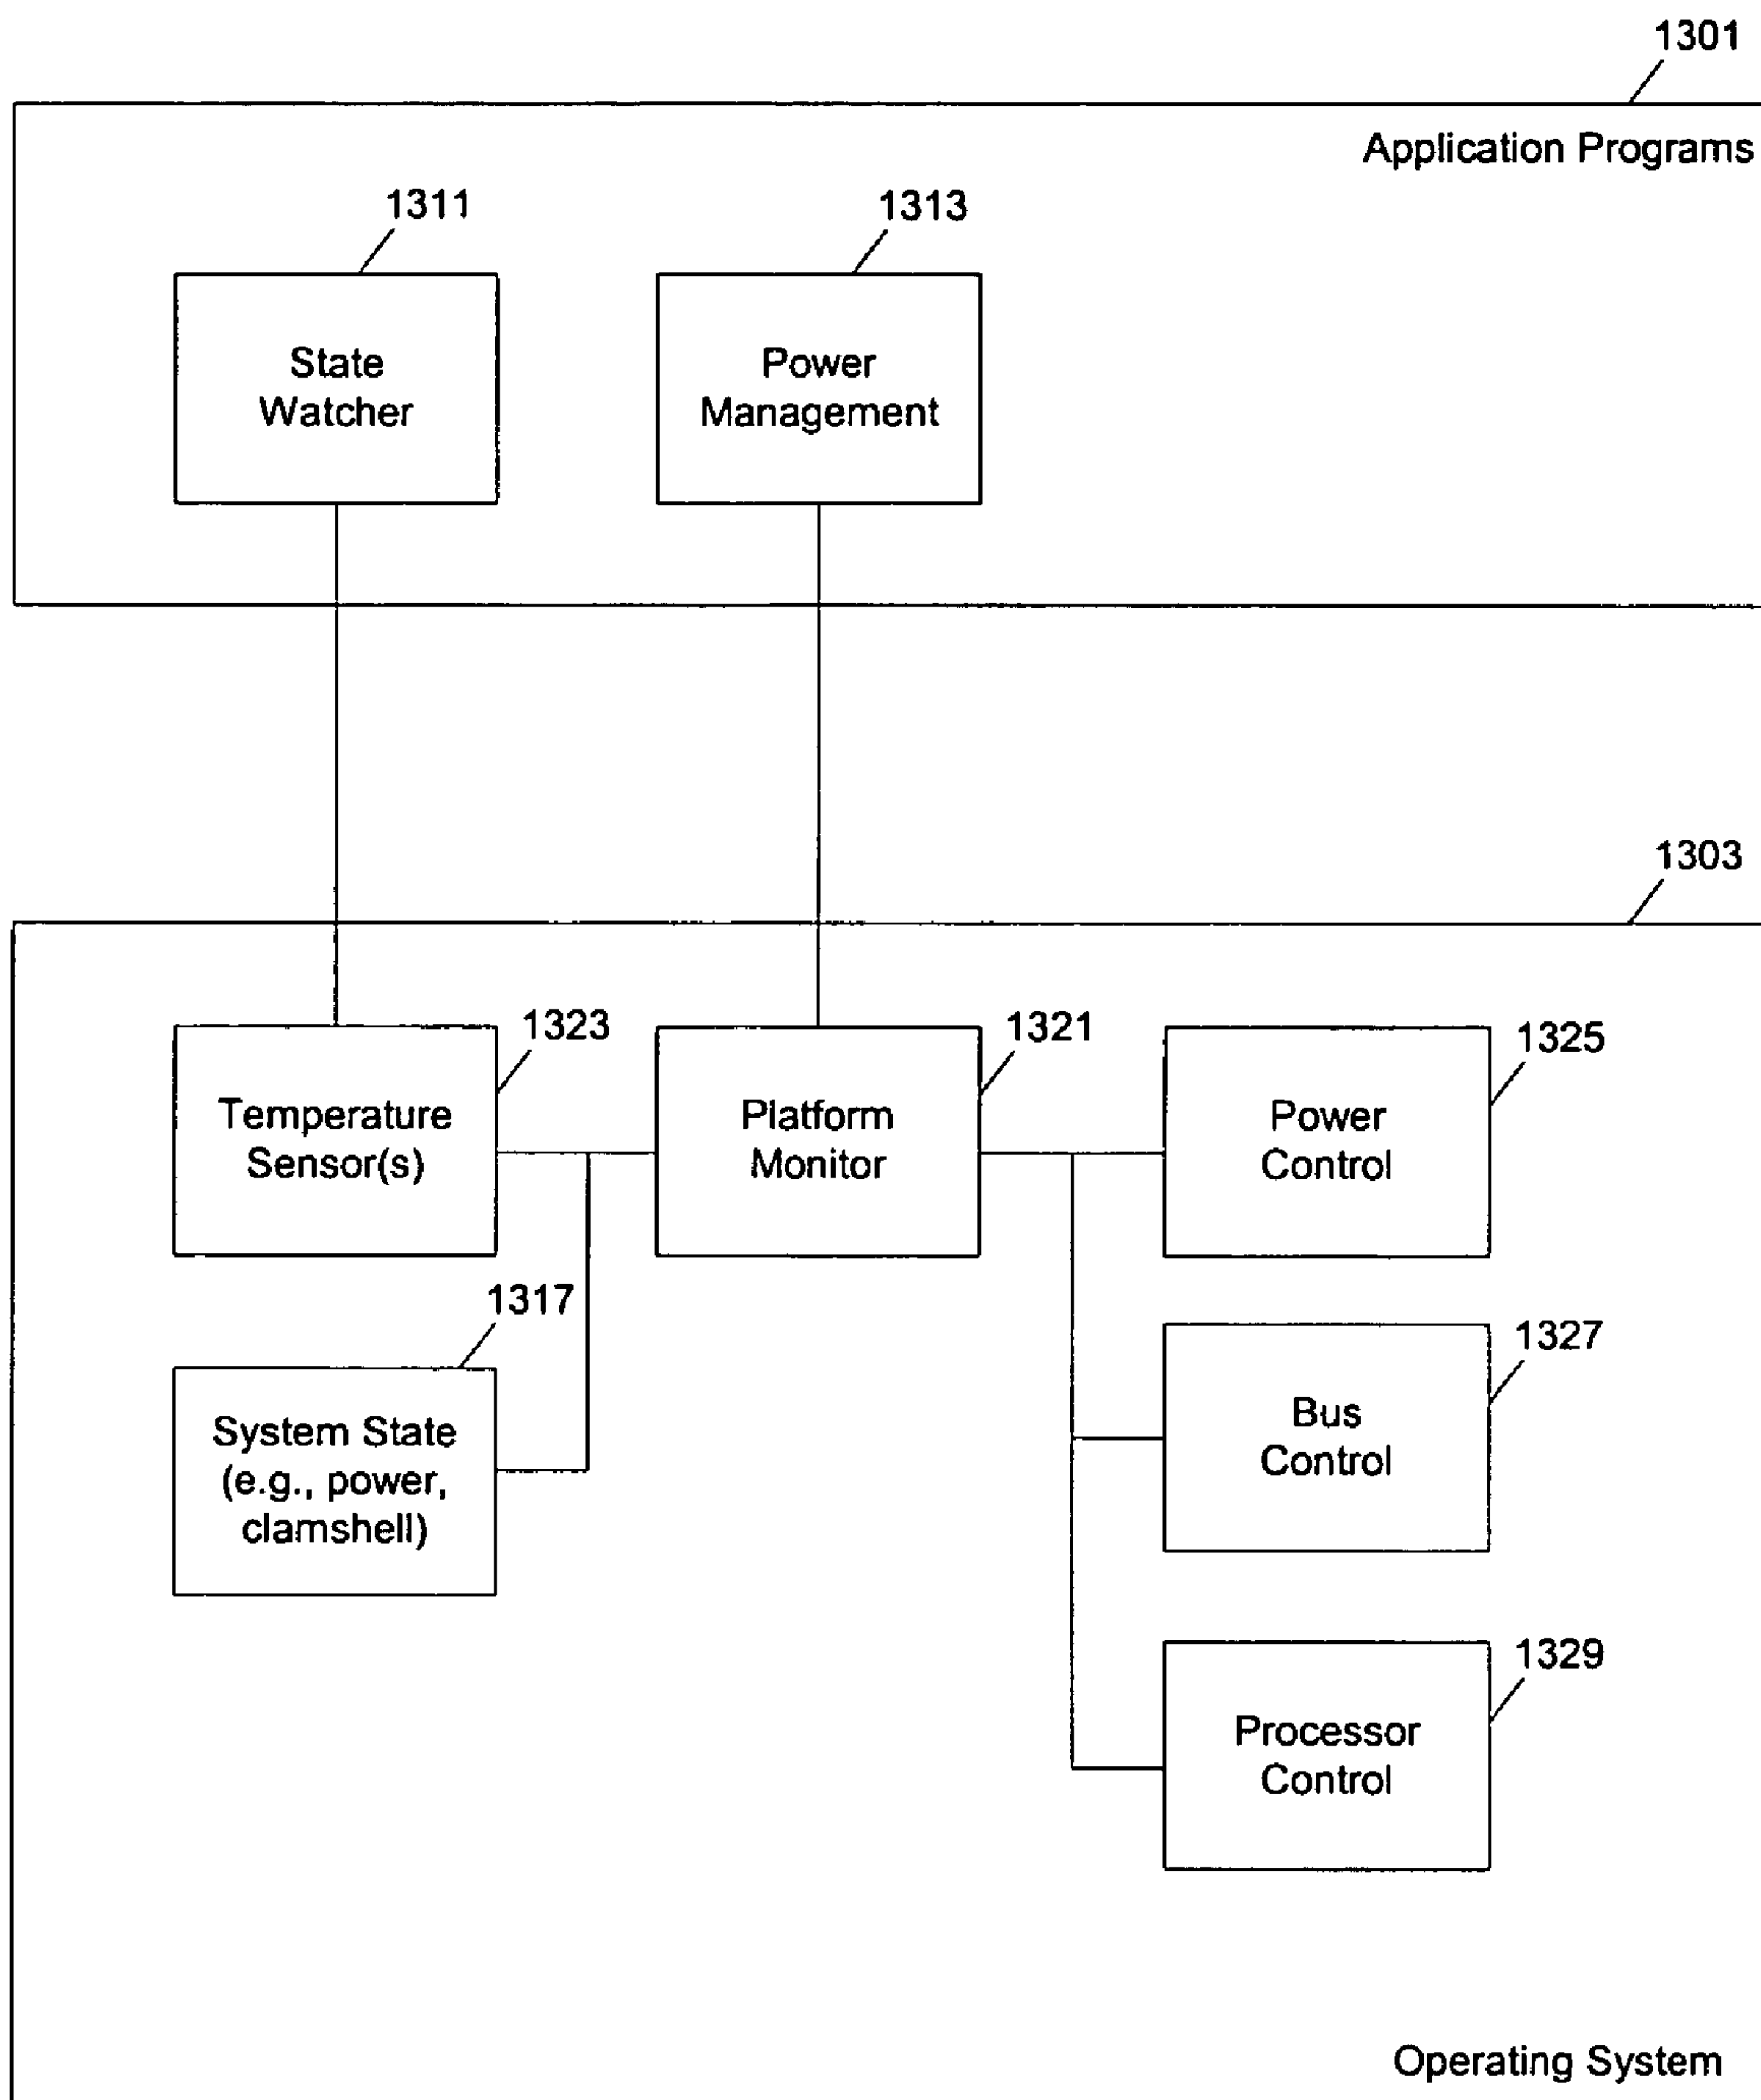 1301
Application Programs
1311
1313
State
Watcher
Power
Management
1303
1323
1321
1325
Temperature
Sensor(s)
Platform
Monitor
Power
Control
1317
1327
System State
(e.g., power,
clamshell)
Bus
Control
1329
Processor
Control
Operating System